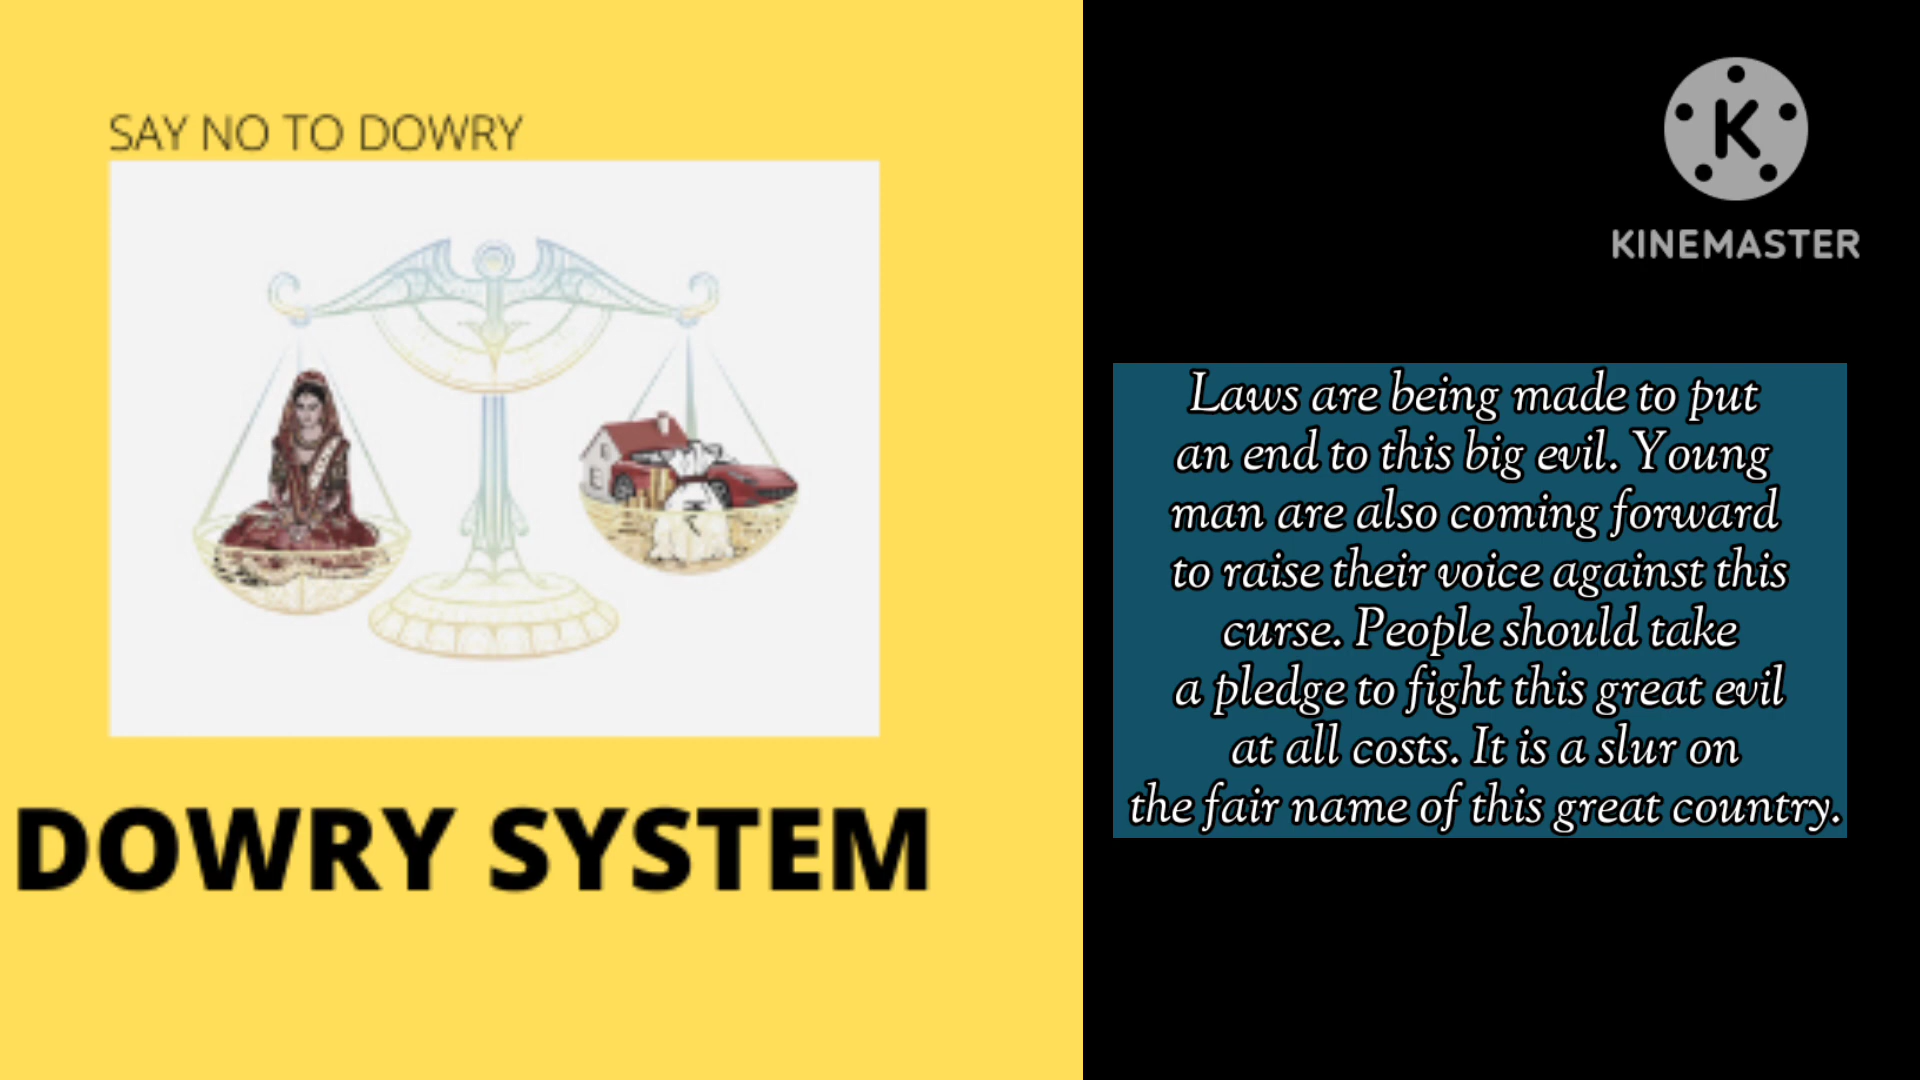 SAY NO TO DOWRY
DOWRY SYSTEM
K
KINEMASTER
Laws are being made to put
an end to this big evil. Young
man are also coming forward
to raise their voice against this
curse. People should take
a pledge to fight this great evil
at all costs. It is a slur on
the fair name of this great country.